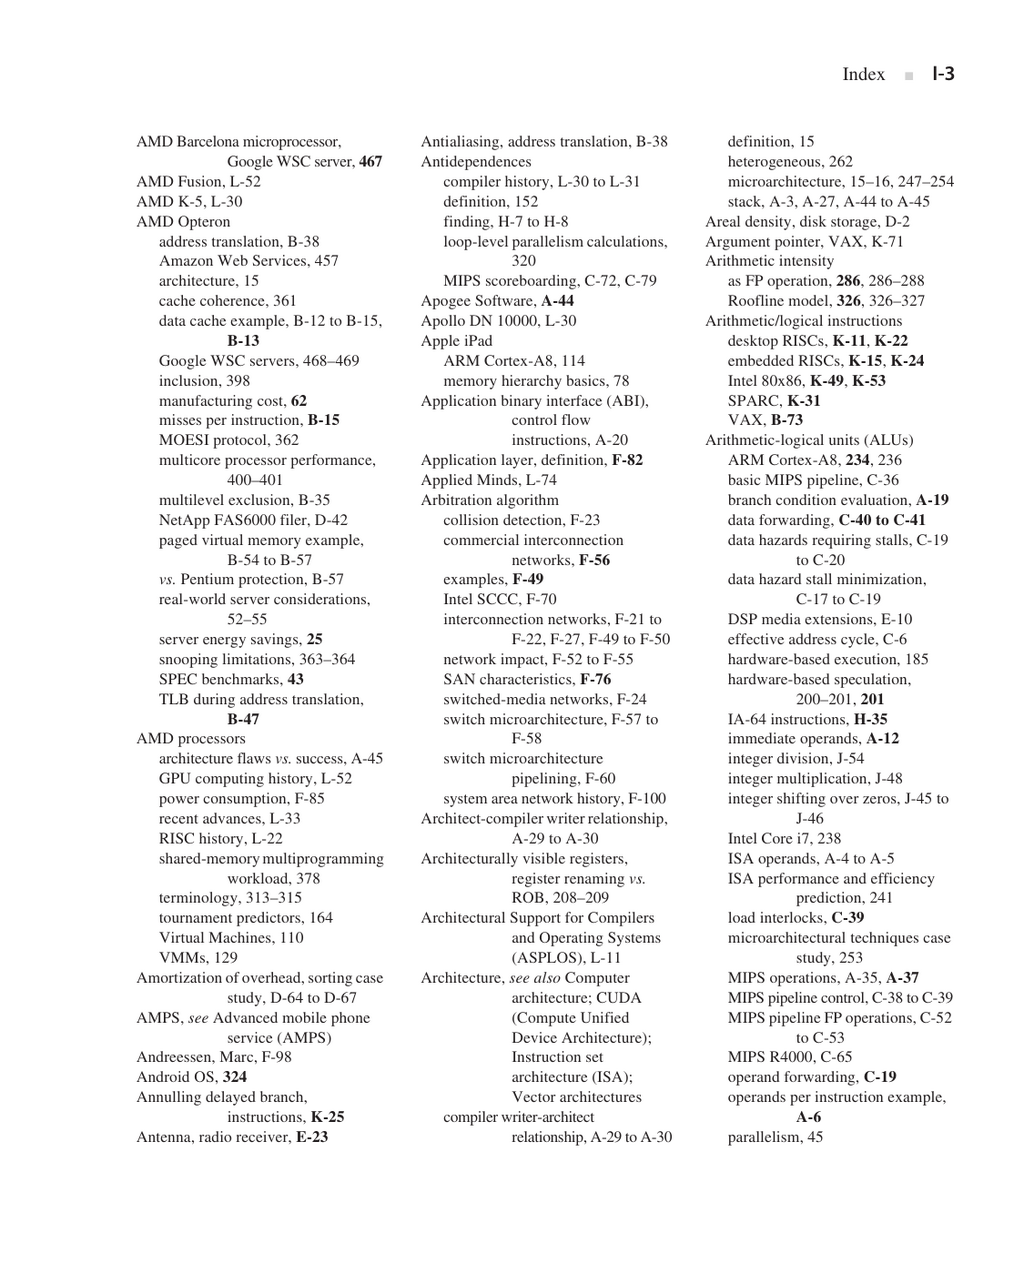 Index ■ I-3
AMD Barcelona microprocessor,
Google WSC server, 467
AMD Fusion, L-52
AMD K-5, L-30
AMD Opteron
address translation, B-38
Amazon Web Services, 457
architecture, 15
cache coherence, 361
data cache example, B-12 to B-15,
B-13
Google WSC servers, 468–469
inclusion, 398
manufacturing cost, 62
misses per instruction, B-15
MOESI protocol, 362
multicore processor performance,
400–401
multilevel exclusion, B-35
NetApp FAS6000 filer, D-42
paged virtual memory example,
B-54 to B-57
vs. Pentium protection, B-57
real-world server considerations,
52–55
server energy savings, 25
snooping limitations, 363–364
SPEC benchmarks, 43
TLB during address translation,
B-47
AMD processors
architecture flaws vs. success, A-45
GPU computing history, L-52
power consumption, F-85
recent advances, L-33
RISC history, L-22
shared-memory multiprogramming
workload, 378
terminology, 313–315
tournament predictors, 164
Virtual Machines, 110
VMMs, 129
Amortization of overhead, sorting case
study, D-64 to D-67
AMPS, see Advanced mobile phone
service (AMPS)
Andreessen, Marc, F-98
Android OS, 324
Annulling delayed branch,
instructions, K-25
Antenna, radio receiver, E-23
Antialiasing, address translation, B-38
Antidependences
compiler history, L-30 to L-31
definition, 152
finding, H-7 to H-8
loop-level parallelism calculations,
320
MIPS scoreboarding, C-72, C-79
Apogee Software, A-44
Apollo DN 10000, L-30
Apple iPad
ARM Cortex-A8, 114
memory hierarchy basics, 78
Application binary interface (ABI),
control flow
instructions, A-20
Application layer, definition, F-82
Applied Minds, L-74
Arbitration algorithm
collision detection, F-23
commercial interconnection
networks, F-56
examples, F-49
Intel SCCC, F-70
interconnection networks, F-21 to
F-22, F-27, F-49 to F-50
network impact, F-52 to F-55
SAN characteristics, F-76
switched-media networks, F-24
switch microarchitecture, F-57 to
F-58
switch microarchitecture
pipelining, F-60
system area network history, F-100
Architect-compiler writer relationship,
A-29 to A-30
Architecturally visible registers,
register renaming vs.
ROB, 208–209
Architectural Support for Compilers
and Operating Systems
(ASPLOS), L-11
Architecture, see also Computer
architecture; CUDA
(Compute Unified
Device Architecture);
Instruction set
architecture (ISA);
Vector architectures
compiler writer-architect
relationship, A-29 to A-30
definition, 15
heterogeneous, 262
microarchitecture, 15–16, 247–254
stack, A-3, A-27, A-44 to A-45
Areal density, disk storage, D-2
Argument pointer, VAX, K-71
Arithmetic intensity
as FP operation, 286, 286–288
Roofline model, 326, 326–327
Arithmetic/logical instructions
desktop RISCs, K-11, K-22
embedded RISCs, K-15, K-24
Intel 80x86, K-49, K-53
SPARC, K-31
VAX, B-73
Arithmetic-logical units (ALUs)
ARM Cortex-A8, 234, 236
basic MIPS pipeline, C-36
branch condition evaluation, A-19
data forwarding, C-40 to C-41
data hazards requiring stalls, C-19
to C-20
data hazard stall minimization,
C-17 to C-19
DSP media extensions, E-10
effective address cycle, C-6
hardware-based execution, 185
hardware-based speculation,
200–201, 201
IA-64 instructions, H-35
immediate operands, A-12
integer division, J-54
integer multiplication, J-48
integer shifting over zeros, J-45 to
J-46
Intel Core i7, 238
ISA operands, A-4 to A-5
ISA performance and efficiency
prediction, 241
load interlocks, C-39
microarchitectural techniques case
study, 253
MIPS operations, A-35, A-37
MIPS pipeline control, C-38 to C-39
MIPS pipeline FP operations, C-52
to C-53
MIPS R4000, C-65
operand forwarding, C-19
operands per instruction example,
A-6
parallelism, 45